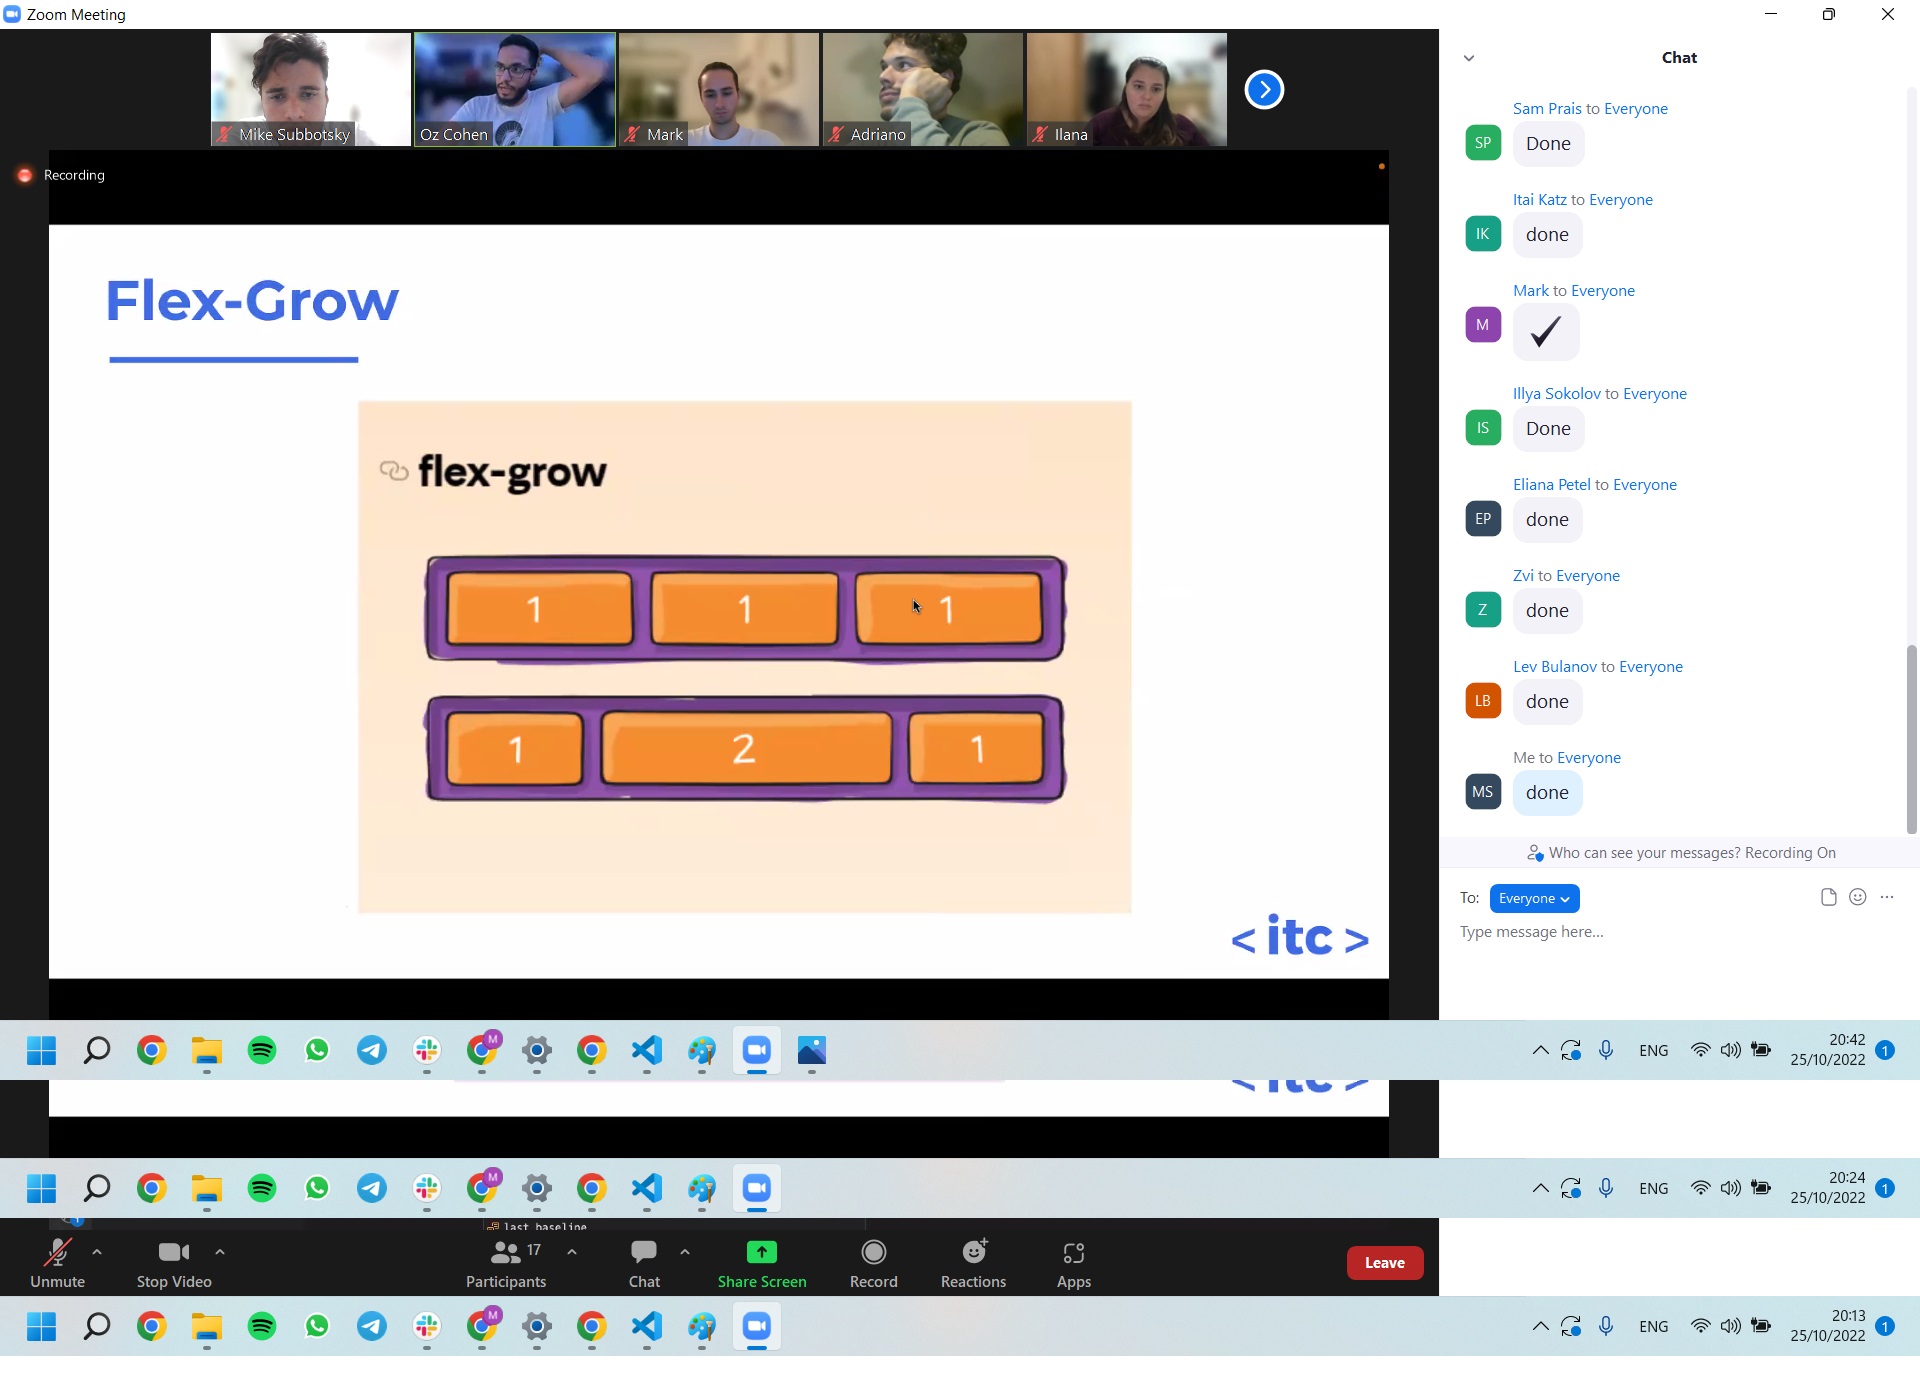 Zoom Meeting
Mike Subbotsky
Oz Cohen
Mark
Adriano
Ilana
Recording
Flex-Grow
flex-grow
1 1 1
1 2 1
< itc >
Chat
Sam Prais to Everyone
SP
Done
Itai Katz to Everyone
IK
done
Mark to Everyone
M
Illya Sokolov to Everyone
IS
Done
Eliana Petel to Everyone
EP
done
Zvi to Everyone
Z
done
Lev Bulanov to Everyone
LB
done
Me to Everyone
MS
done
Who can see your messages? Recording On
To: Everyone
Type message here...
M
ENG
20:42
25/10/2022
1
< itc >
M
ENG
20:24
25/10/2022
1
last baseline
17
Unmute
Stop Video
Participants
Chat
Share Screen
Record
Reactions
Apps
Leave
M
ENG
20:13
25/10/2022
1